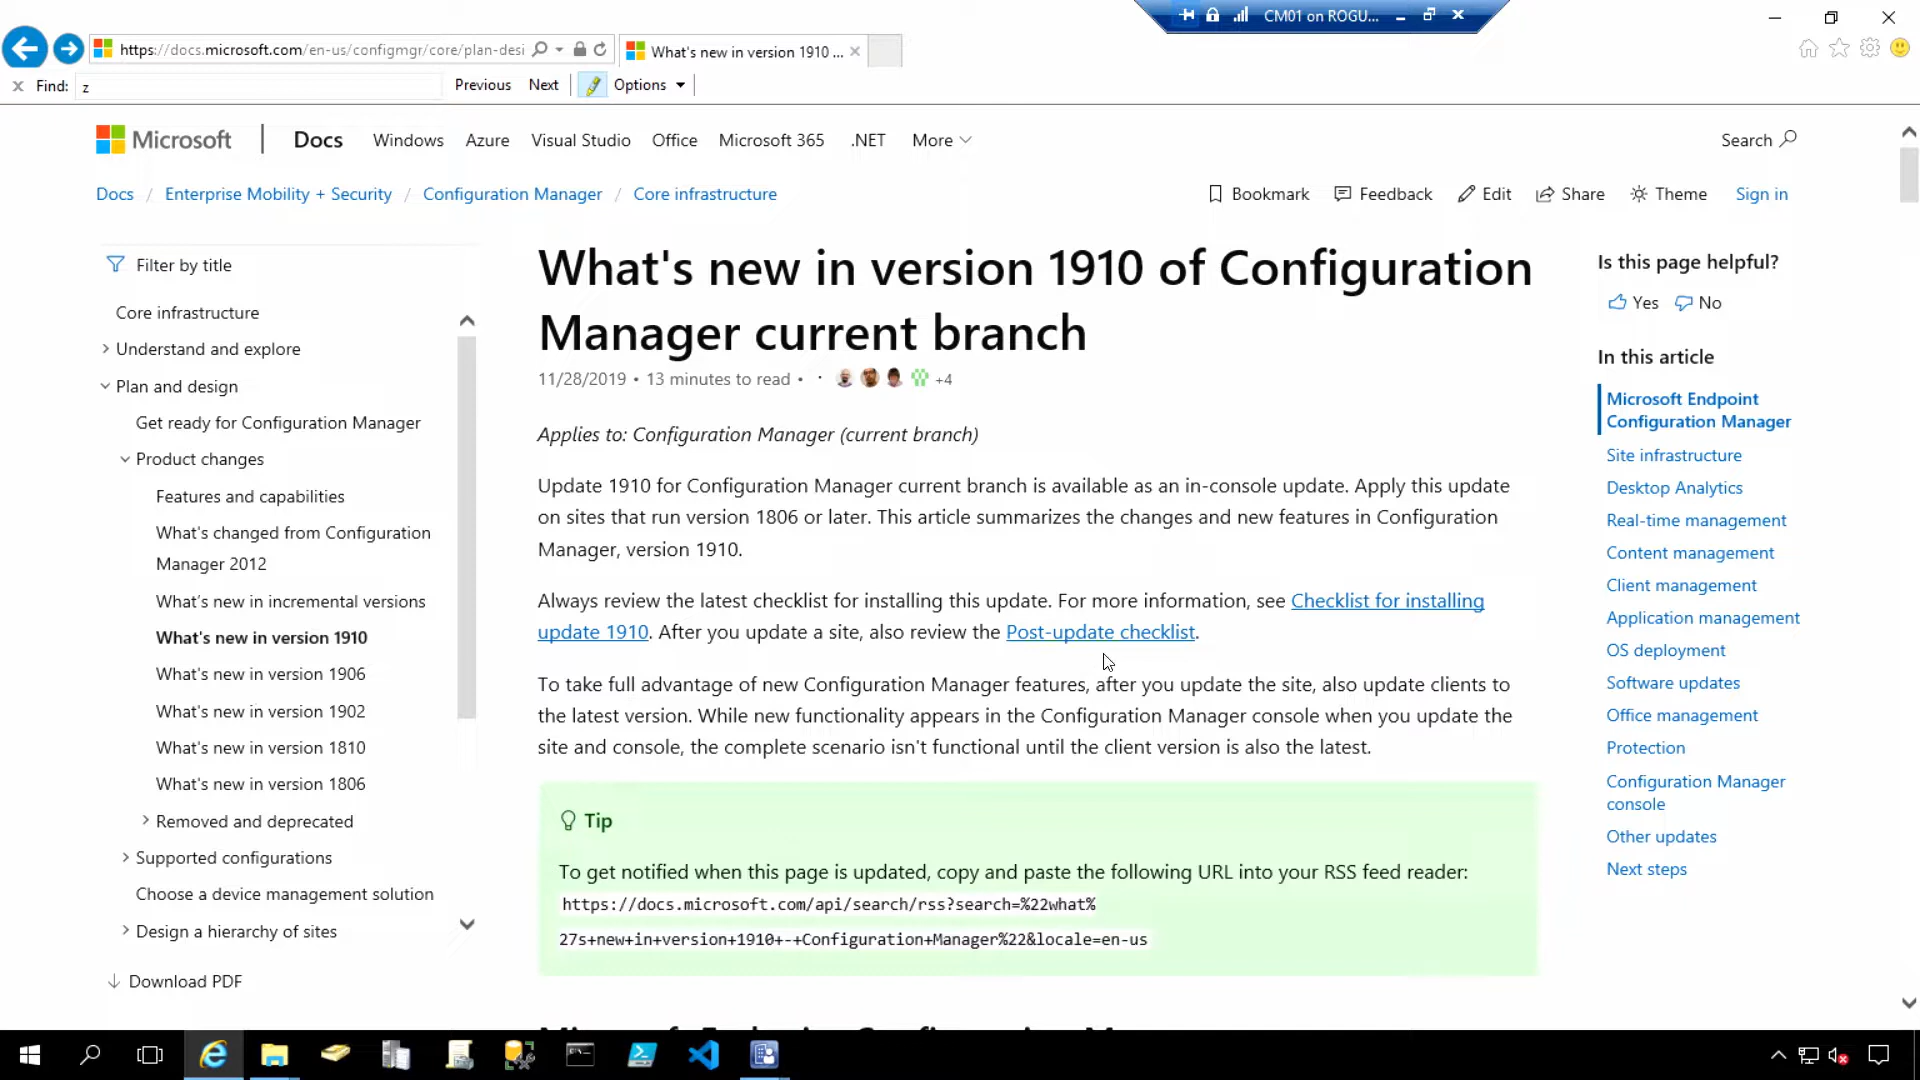 CM01 on ROGU...
https://docs.microsoft.com/en-us/configmgr/core/plan-desi
What's new in version 1910 ...
Find: z
Previous Next Options
Microsoft Docs Windows Azure Visual Studio Office Microsoft 365 .NET More Search
Docs / Enterprise Mobility + Security / Configuration Manager / Core infrastructure
Bookmark Feedback Edit Share Theme Sign in
Filter by title
Core infrastructure
Understand and explore
Plan and design
Get ready for Configuration Manager
Product changes
Features and capabilities
What's changed from Configuration
Manager 2012
What's new in incremental versions
What's new in version 1910
What's new in version 1906
What's new in version 1902
What's new in version 1810
What's new in version 1806
Removed and deprecated
Supported configurations
Choose a device management solution
Design a hierarchy of sites
Download PDF
What's new in version 1910 of Configuration
Manager current branch
11/28/2019 • 13 minutes to read • +4
Applies to: Configuration Manager (current branch)
Update 1910 for Configuration Manager current branch is available as an in-console update. Apply this update
on sites that run version 1806 or later. This article summarizes the changes and new features in Configuration
Manager, version 1910.
Always review the latest checklist for installing this update. For more information, see Checklist for installing
update 1910. After you update a site, also review the Post-update checklist.
To take full advantage of new Configuration Manager features, after you update the site, also update clients to
the latest version. While new functionality appears in the Configuration Manager console when you update the
site and console, the complete scenario isn't functional until the client version is also the latest.
Tip
To get notified when this page is updated, copy and paste the following URL into your RSS feed reader:
https://docs.microsoft.com/api/search/rss?search=%22what%
27s+new+in+version+1910+-+Configuration+Manager%22&locale=en-us
Is this page helpful?
Yes No
In this article
Microsoft Endpoint
Configuration Manager
Site infrastructure
Desktop Analytics
Real-time management
Content management
Client management
Application management
OS deployment
Software updates
Office management
Protection
Configuration Manager
console
Other updates
Next steps